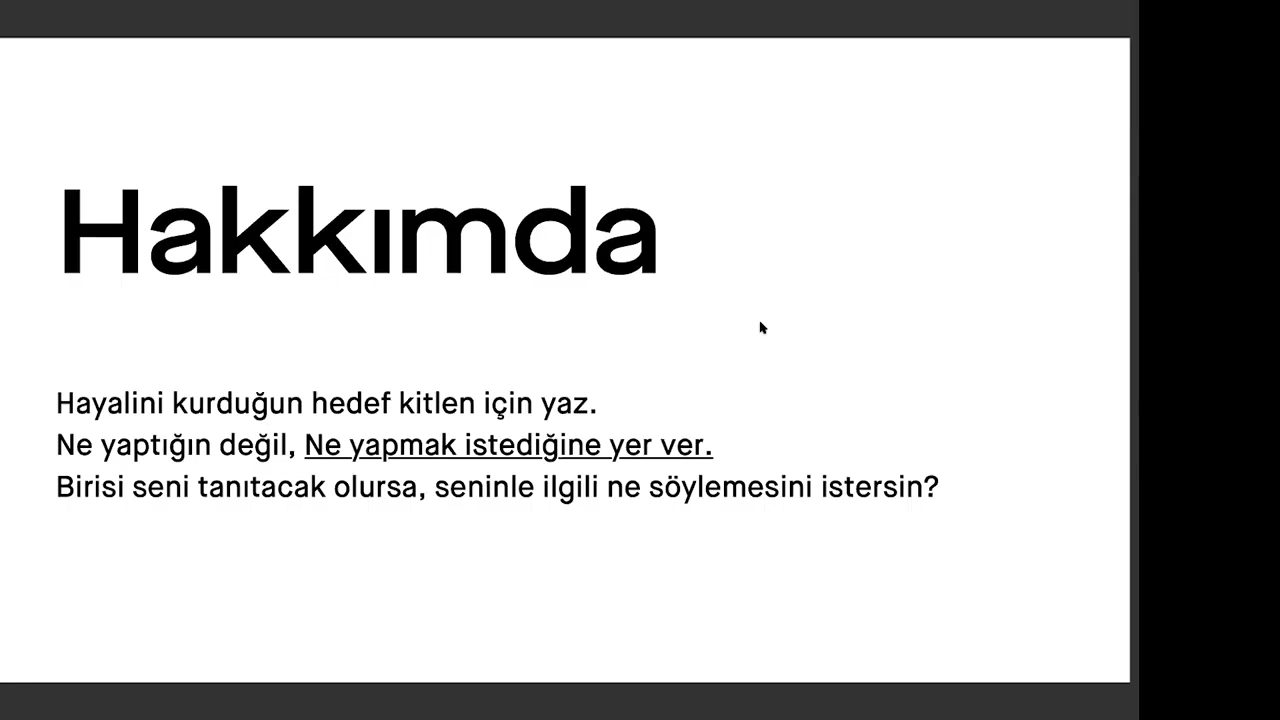 Hakkımda
Hayalini kurduğun hedef kitlen için yaz.
Ne yaptığın değil, Ne yapmak istediğine yer ver.
Birisi seni tanıtacak olursa, seninle ilgili ne söylemesini istersin?